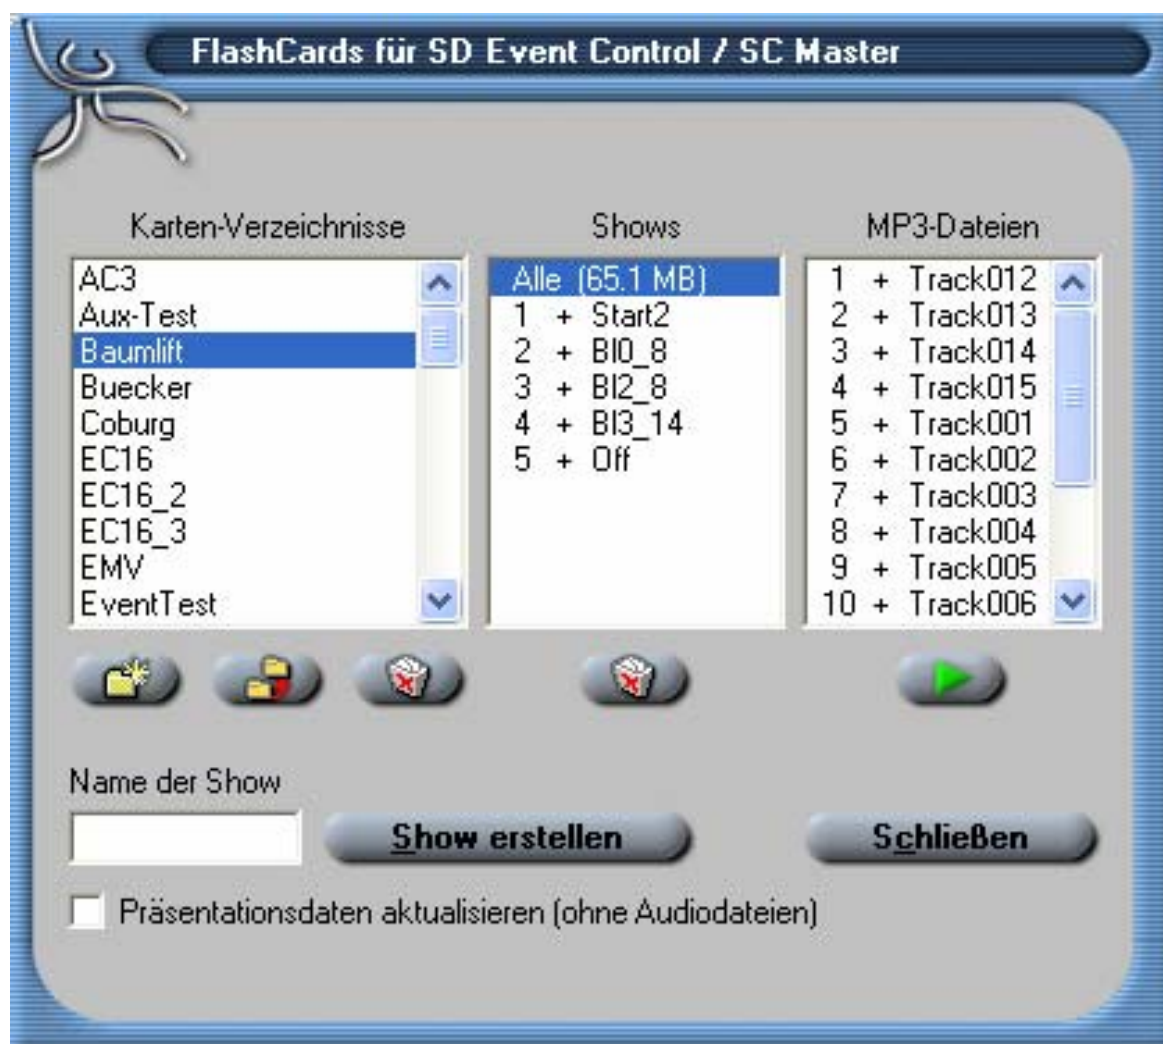 FlashCards für SD Event Control / SC Master
Karten-Verzeichnisse
AC3
Aux-Test
Baumlift
Buecker
Coburg
EC16
EC16_2
EC16_3
EMV
EventTest
Shows
Alle (65.1 MB)
1 + Start2
2 + Bl0_8
3 + Bl2_8
4 + Bl3_14
5 + Off
MP3-Dateien
1 + Track012
2 + Track013
3 + Track014
4 + Track015
5 + Track001
6 + Track002
7 + Track003
8 + Track004
9 + Track005
10 + Track006
Name der Show
Show erstellen
Schließen
Präsentationsdaten aktualisieren (ohne Audiodateien)